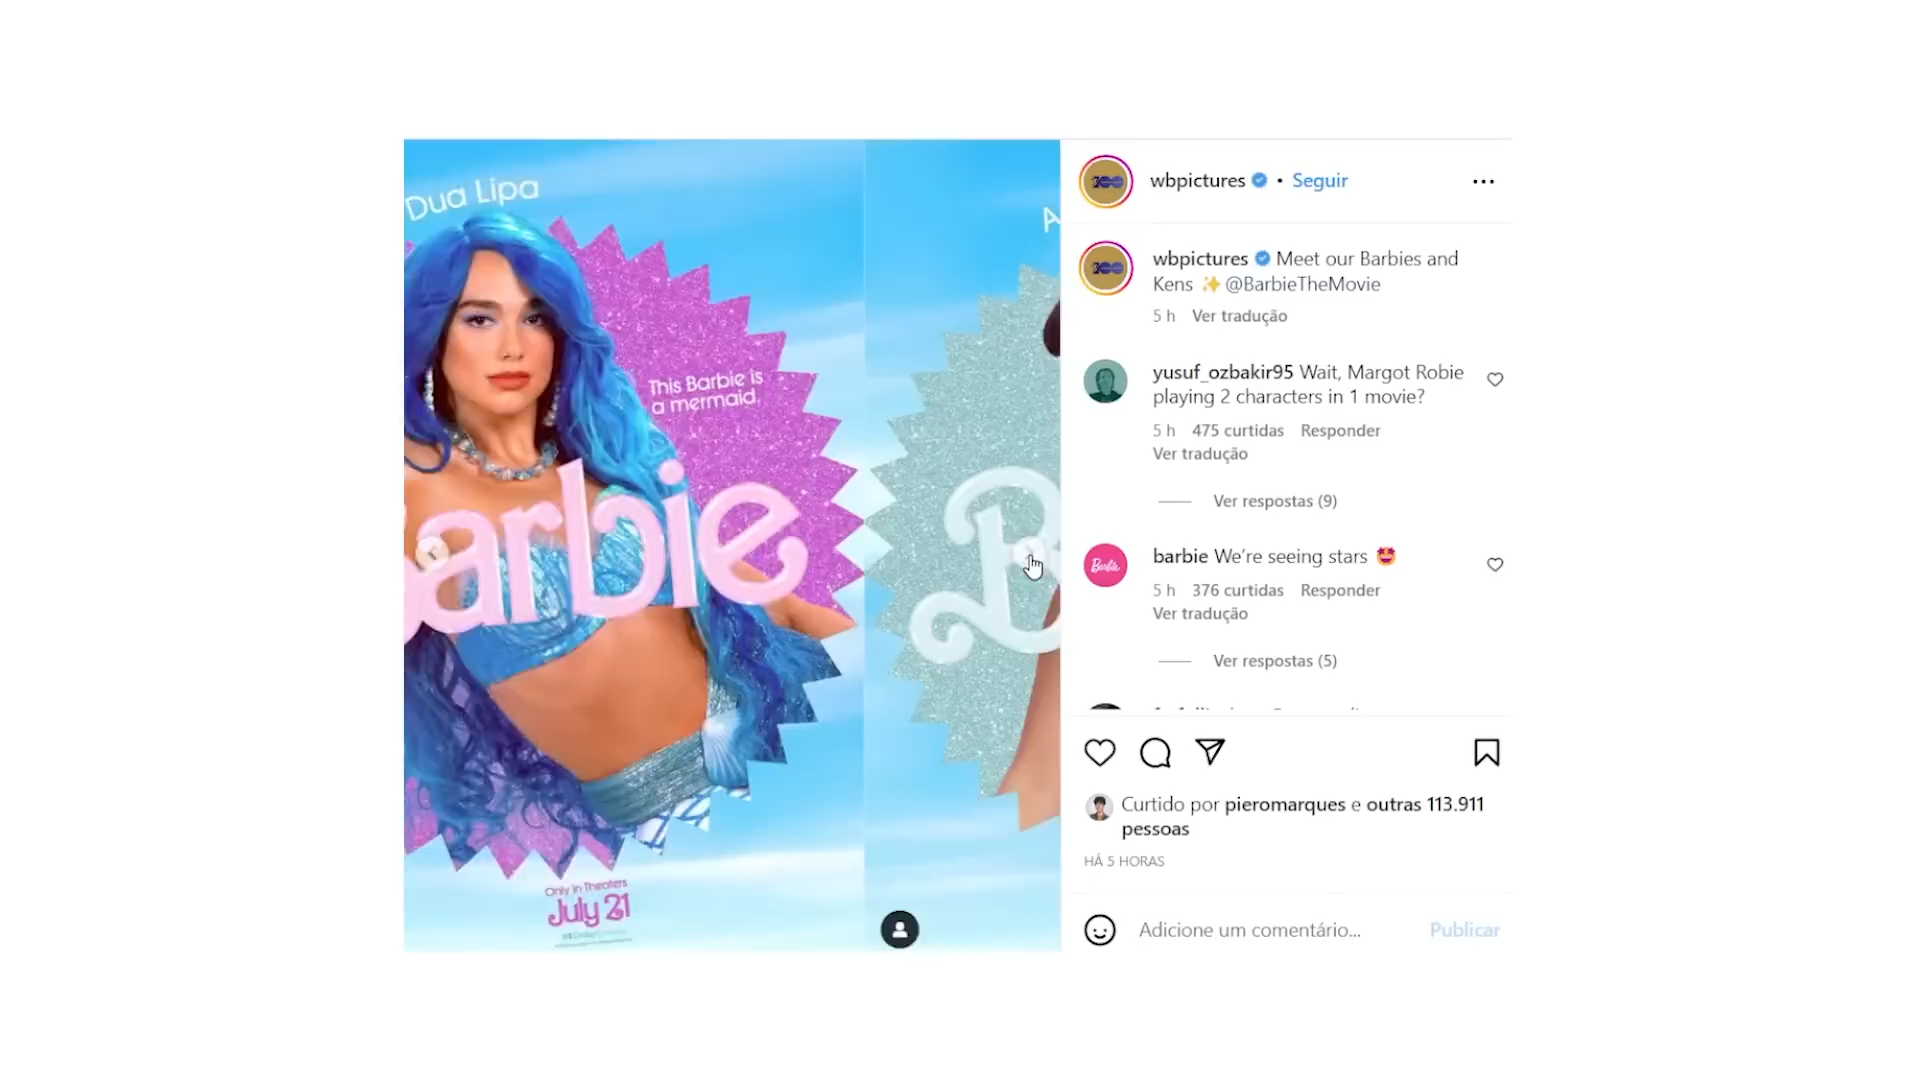 Dua Lipa
This Barbie is
a mermaid.
Barbie
Only in Theaters
July 21
A
B
wbpictures • Seguir
wbpictures Meet our Barbies and
Kens ✨ @BarbieTheMovie
5 h Ver tradução
yusuf_ozbakir95 Wait, Margot Robie
playing 2 characters in 1 movie?
5 h 475 curtidas Responder
Ver tradução
Ver respostas (9)
Barbie
barbie We're seeing stars 🤩
5 h 376 curtidas Responder
Ver tradução
Ver respostas (5)
Curtido por pieromarques e outras 113.911
pessoas
HÁ 5 HORAS
Adicione um comentário... Publicar